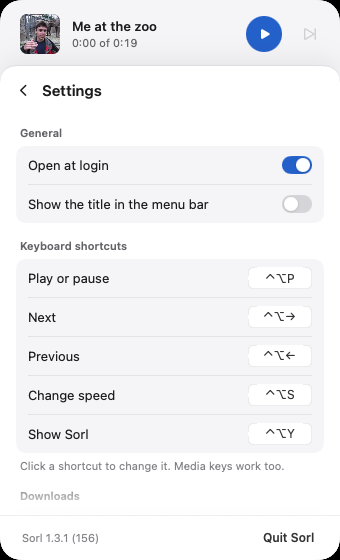 Me at the zoo
0:00 of 0:19
Settings
General
Open at login
Show the title in the menu bar
Keyboard shortcuts
Play or pause ⌃⌥P
Next ⌃⌥→
Previous ⌃⌥←
Change speed ⌃⌥S
Show Sorl ⌃⌥Y
Click a shortcut to change it. Media keys work too.
Downloads
Sorl 1.3.1 (156) Quit Sorl